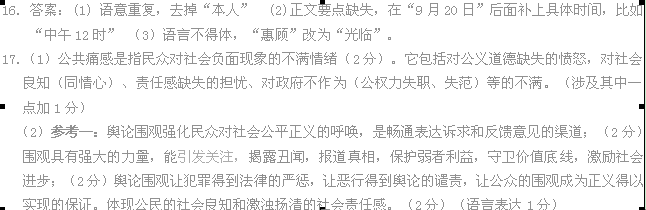 16. 答案：(1) 语意重复，去掉“本人” (2)正文要点缺失，在“9月20日”后面补上具体时间，比如
“中午12时” (3) 语言不得体，“惠顾”改为“光临”。
17.（1）公共痛感是指民众对社会负面现象的不满情绪（2分）。它包括对公义道德缺失的愤怒，对社会
良知（同情心）、责任感缺失的担忧、对政府不作为（公权力失职、失范）等的不满。（涉及其中一
点加1分）
（2）参考一：舆论围观强化民众对社会公平正义的呼唤，是畅通表达诉求和反馈意见的渠道；（2分）
围观具有强大的力量，能引发关注，揭露丑闻，报道真相，保护弱者利益，守卫价值底线，激励社会
进步；（2分）舆论围观让犯罪得到法律的严惩，让恶行得到舆论的谴责，让公众的围观成为正义得以
实现的保证。体现公民的社会良知和激浊扬清的社会责任感。（2分）（语言表达1分）